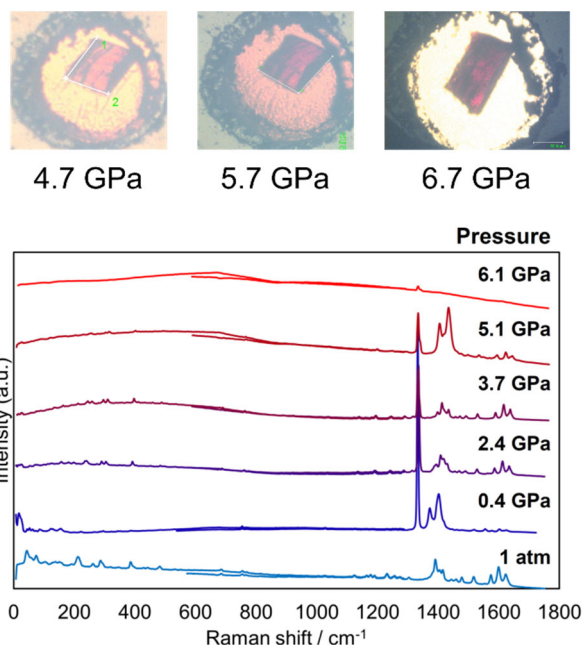 1
2
4.7 GPa
5.7 GPa
6.7 GPa
Pressure
6.1 GPa
5.1 GPa
3.7 GPa
2.4 GPa
0.4 GPa
1 atm
(a.u.)
0 200 400 600 800 1000 1200 1400 1600 1800
Raman shift / cm⁻¹